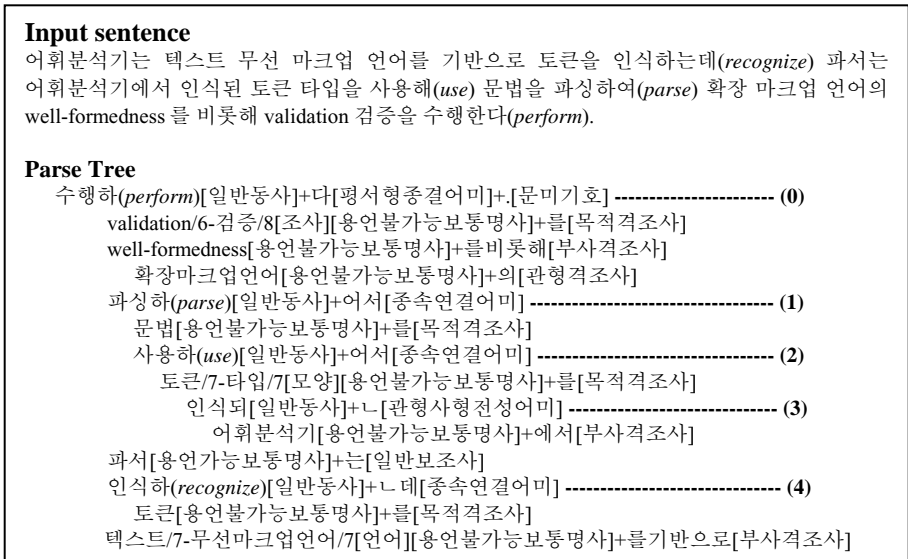 Input sentence
어휘분석기는 텍스트 무선 마크업 언어를 기반으로 토큰을 인식하는데(recognize) 파서는
어휘분석기에서 인식된 토큰 타입을 사용해(use) 문법을 파싱하여(parse) 확장 마크업 언어의
well-formedness 를 비롯해 validation 검증을 수행한다(perform).
Parse Tree
수행하(perform)[일반동사]+다[평서형종결어미]+.[문미기호] ----------------------- (0)
validation/6-검증/8[조사][용언불가능보통명사]+를[목적격조사]
well-formedness[용언불가능보통명사]+를비롯해[부사격조사]
확장마크업언어[용언불가능보통명사]+의[관형격조사]
파싱하(parse)[일반동사]+어서[종속연결어미] ---------------------------------- (1)
문법[용언불가능보통명사]+를[목적격조사]
사용하(use)[일반동사]+어서[종속연결어미] --------------------------------- (2)
토큰/7-타입/7[모양][용언불가능보통명사]+를[목적격조사]
인식되[일반동사]+ㄴ[관형사형전성어미] ------------------------------ (3)
어휘분석기[용언불가능보통명사]+에서[부사격조사]
파서[용언가능보통명사]+는[일반보조사]
인식하(recognize)[일반동사]+ㄴ데[종속연결어미] ------------------------------- (4)
토큰[용언불가능보통명사]+를[목적격조사]
텍스트/7-무선마크업언어/7[언어][용언불가능보통명사]+를기반으로[부사격조사]